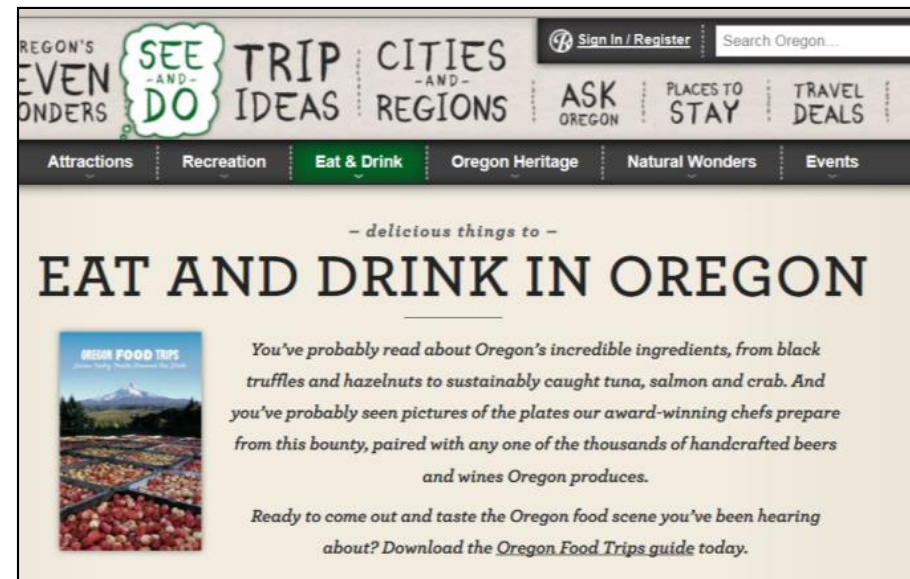 REGON'S
EVEN
ONDERS
SEE
-AND-
DO
TRIP
IDEAS
CITIES
-AND-
REGIONS
Sign In / Register
Search Oregon...
ASK
OREGON
PLACES TO
STAY
TRAVEL
DEALS
Attractions
Recreation
Eat & Drink
Oregon Heritage
Natural Wonders
Events
– delicious things to –
EAT AND DRINK IN OREGON
OREGON FOOD TRIPS
You've probably read about Oregon's incredible ingredients, from black
truffles and hazelnuts to sustainably caught tuna, salmon and crab. And
you've probably seen pictures of the plates our award-winning chefs prepare
from this bounty, paired with any one of the thousands of handcrafted beers
and wines Oregon produces.
Ready to come out and taste the Oregon food scene you've been hearing
about? Download the Oregon Food Trips guide today.